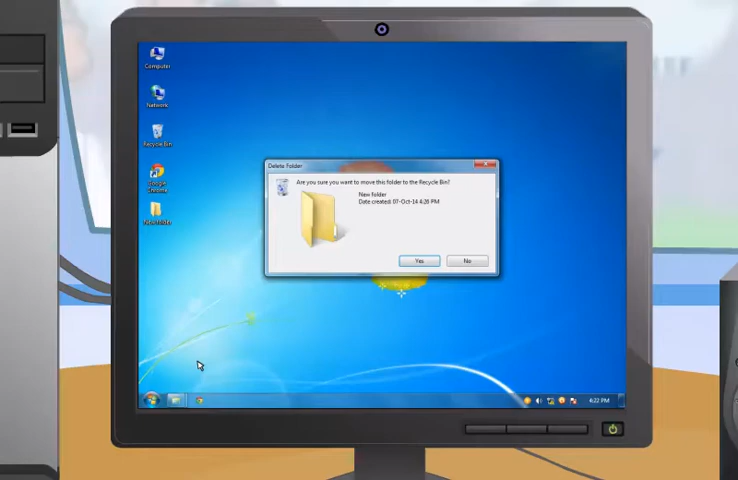 Computer
Network
Recycle Bin
Google
Chrome
New folder
Delete Folder
Are you sure you want to move this folder to the Recycle Bin?
New folder
Date created: 07-Oct-14 4:26 PM
Yes
No
4:22 PM